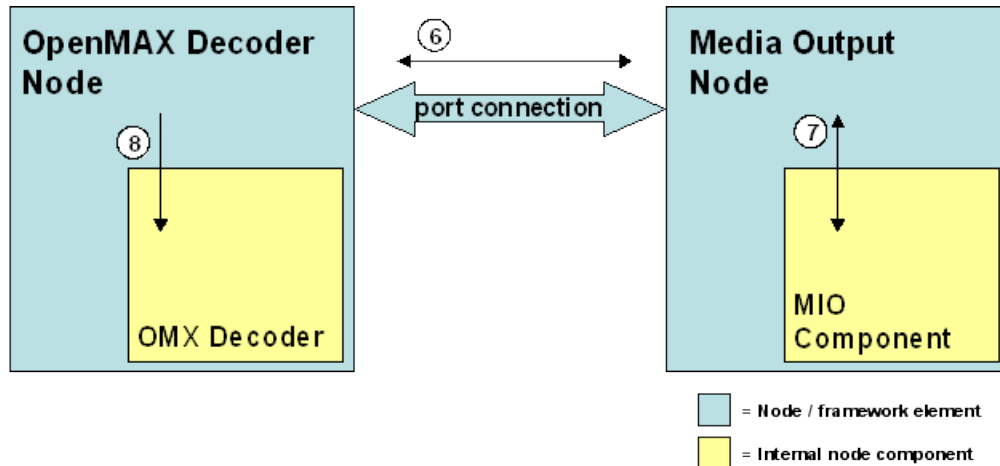 OpenMAX Decoder
Node
6
Media Output
Node
port connection
8
7
OMX Decoder
MIO
Component
= Node / framework element
= Internal node component